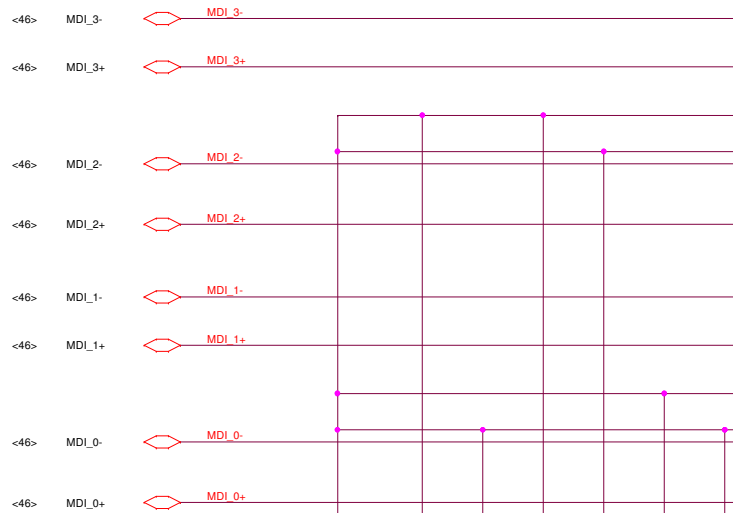 <46> MDI_3- MDI_3-
<46> MDI_3+ MDI_3+
<46> MDI_2- MDI_2-
<46> MDI_2+ MDI_2+
<46> MDI_1- MDI_1-
<46> MDI_1+ MDI_1+
<46> MDI_0- MDI_0-
<46> MDI_0+ MDI_0+